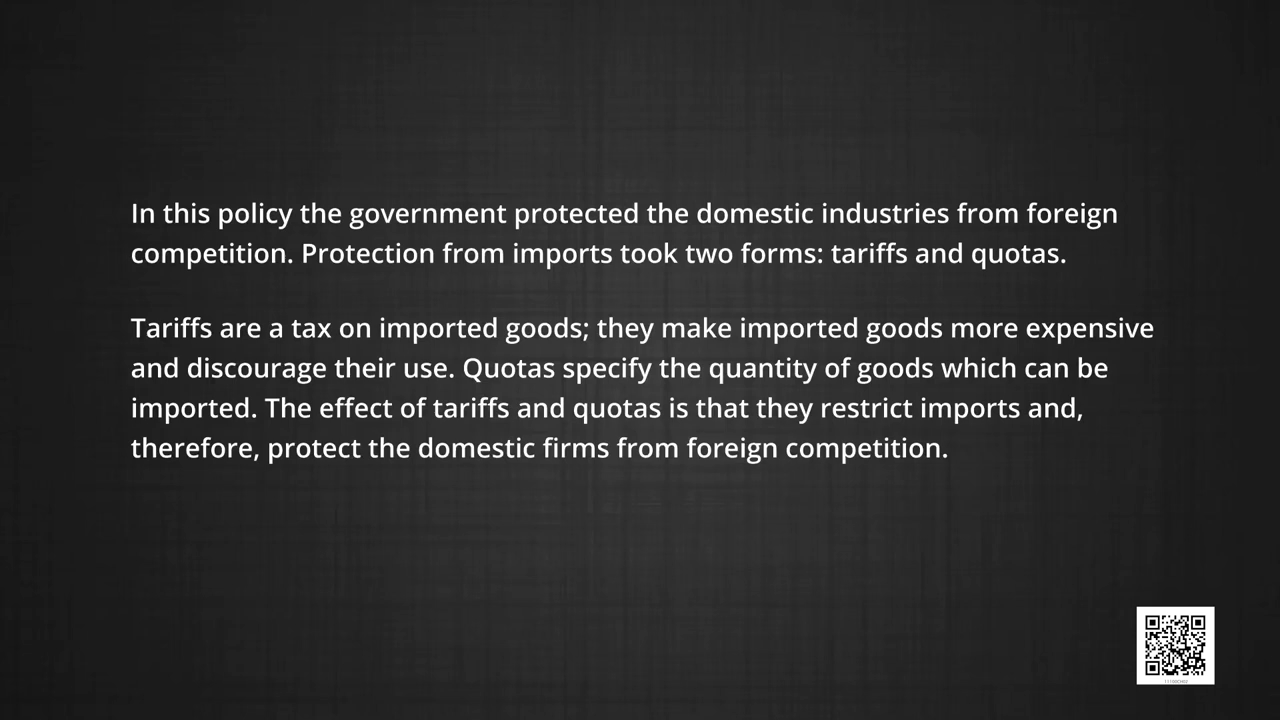 In this policy the government protected the domestic industries from foreign
competition. Protection from imports took two forms: tariffs and quotas.
Tariffs are a tax on imported goods; they make imported goods more expensive
and discourage their use. Quotas specify the quantity of goods which can be
imported. The effect of tariffs and quotas is that they restrict imports and,
therefore, protect the domestic firms from foreign competition.